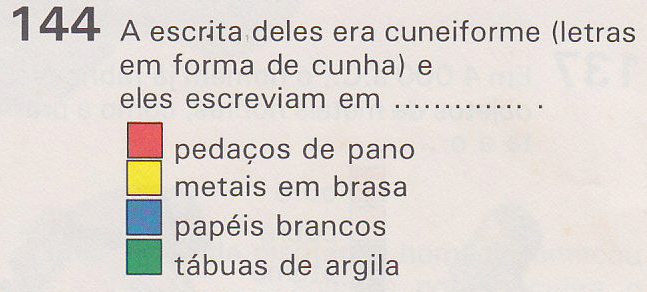 144 A escrita deles era cuneiforme (letras
em forma de cunha) e
eles escreviam em ............. .
pedaços de pano
metais em brasa
papéis brancos
tábuas de argila